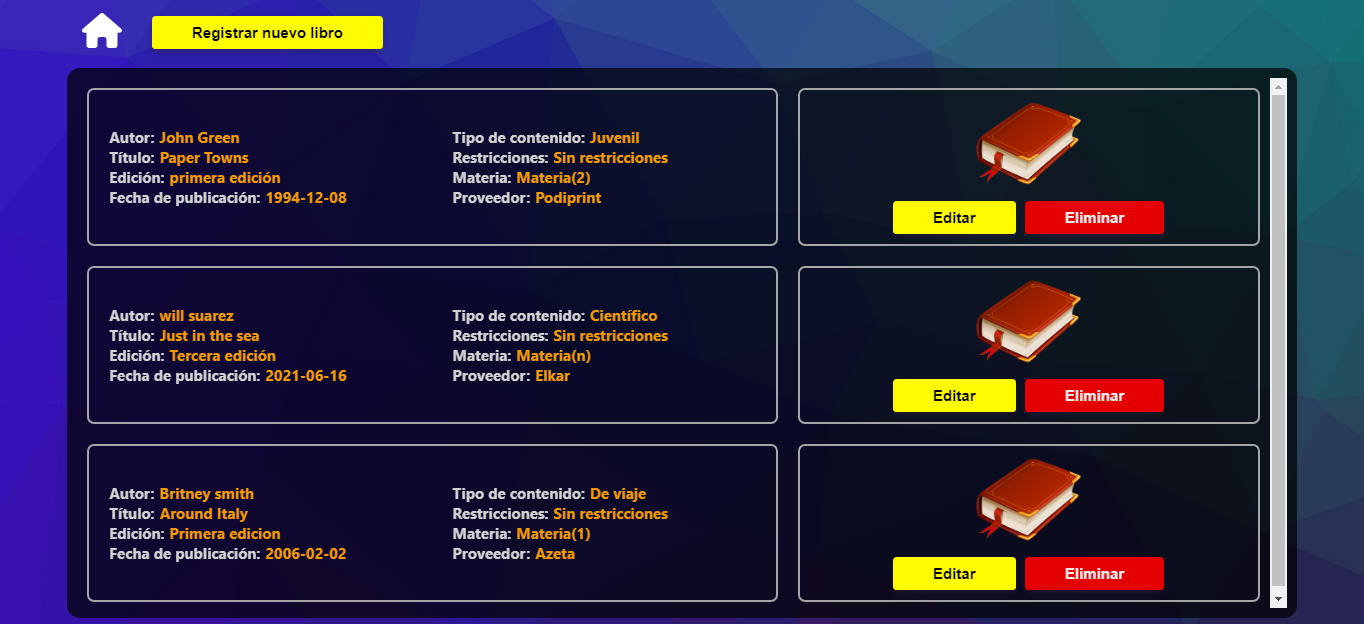 Registrar nuevo libro
Autor: John Green
Título: Paper Towns
Edición: primera edición
Fecha de publicación: 1994-12-08
Tipo de contenido: Juvenil
Restricciones: Sin restricciones
Materia: Materia(2)
Proveedor: Podiprint
Editar
Eliminar
Autor: will suarez
Título: Just in the sea
Edición: Tercera edición
Fecha de publicación: 2021-06-16
Tipo de contenido: Científico
Restricciones: Sin restricciones
Materia: Materia(n)
Proveedor: Elkar
Editar
Eliminar
Autor: Britney smith
Título: Around Italy
Edición: Primera edicion
Fecha de publicación: 2006-02-02
Tipo de contenido: De viaje
Restricciones: Sin restricciones
Materia: Materia(1)
Proveedor: Azeta
Editar
Eliminar